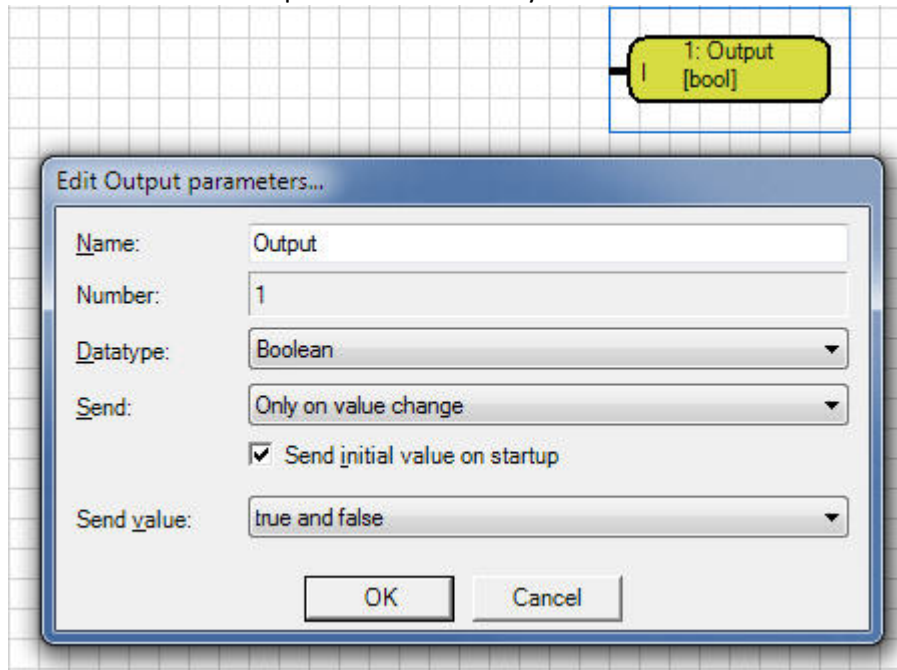 1: Output
I [bool]
Edit Output parameters...
Name: Output
Number: 1
Datatype: Boolean
Send: Only on value change
Send initial value on startup
Send value: true and false
OK Cancel